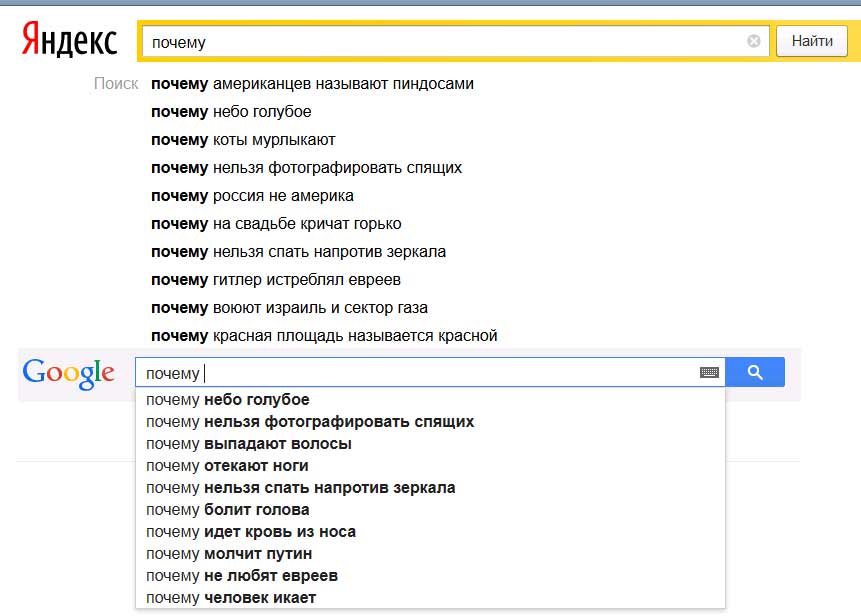 Яндекс
почему
Найти
Поиск
почему американцев называют пиндосами
почему небо голубое
почему коты мурлыкают
почему нельзя фотографировать спящих
почему россия не америка
почему на свадьбе кричат горько
почему нельзя спать напротив зеркала
почему гитлер истреблял евреев
почему воюют израиль и сектор газа
почему красная площадь называется красной
Google
почему
почему небо голубое
почему нельзя фотографировать спящих
почему выпадают волосы
почему отекают ноги
почему нельзя спать напротив зеркала
почему болит голова
почему идет кровь из носа
почему молчит путин
почему не любят евреев
почему человек икает